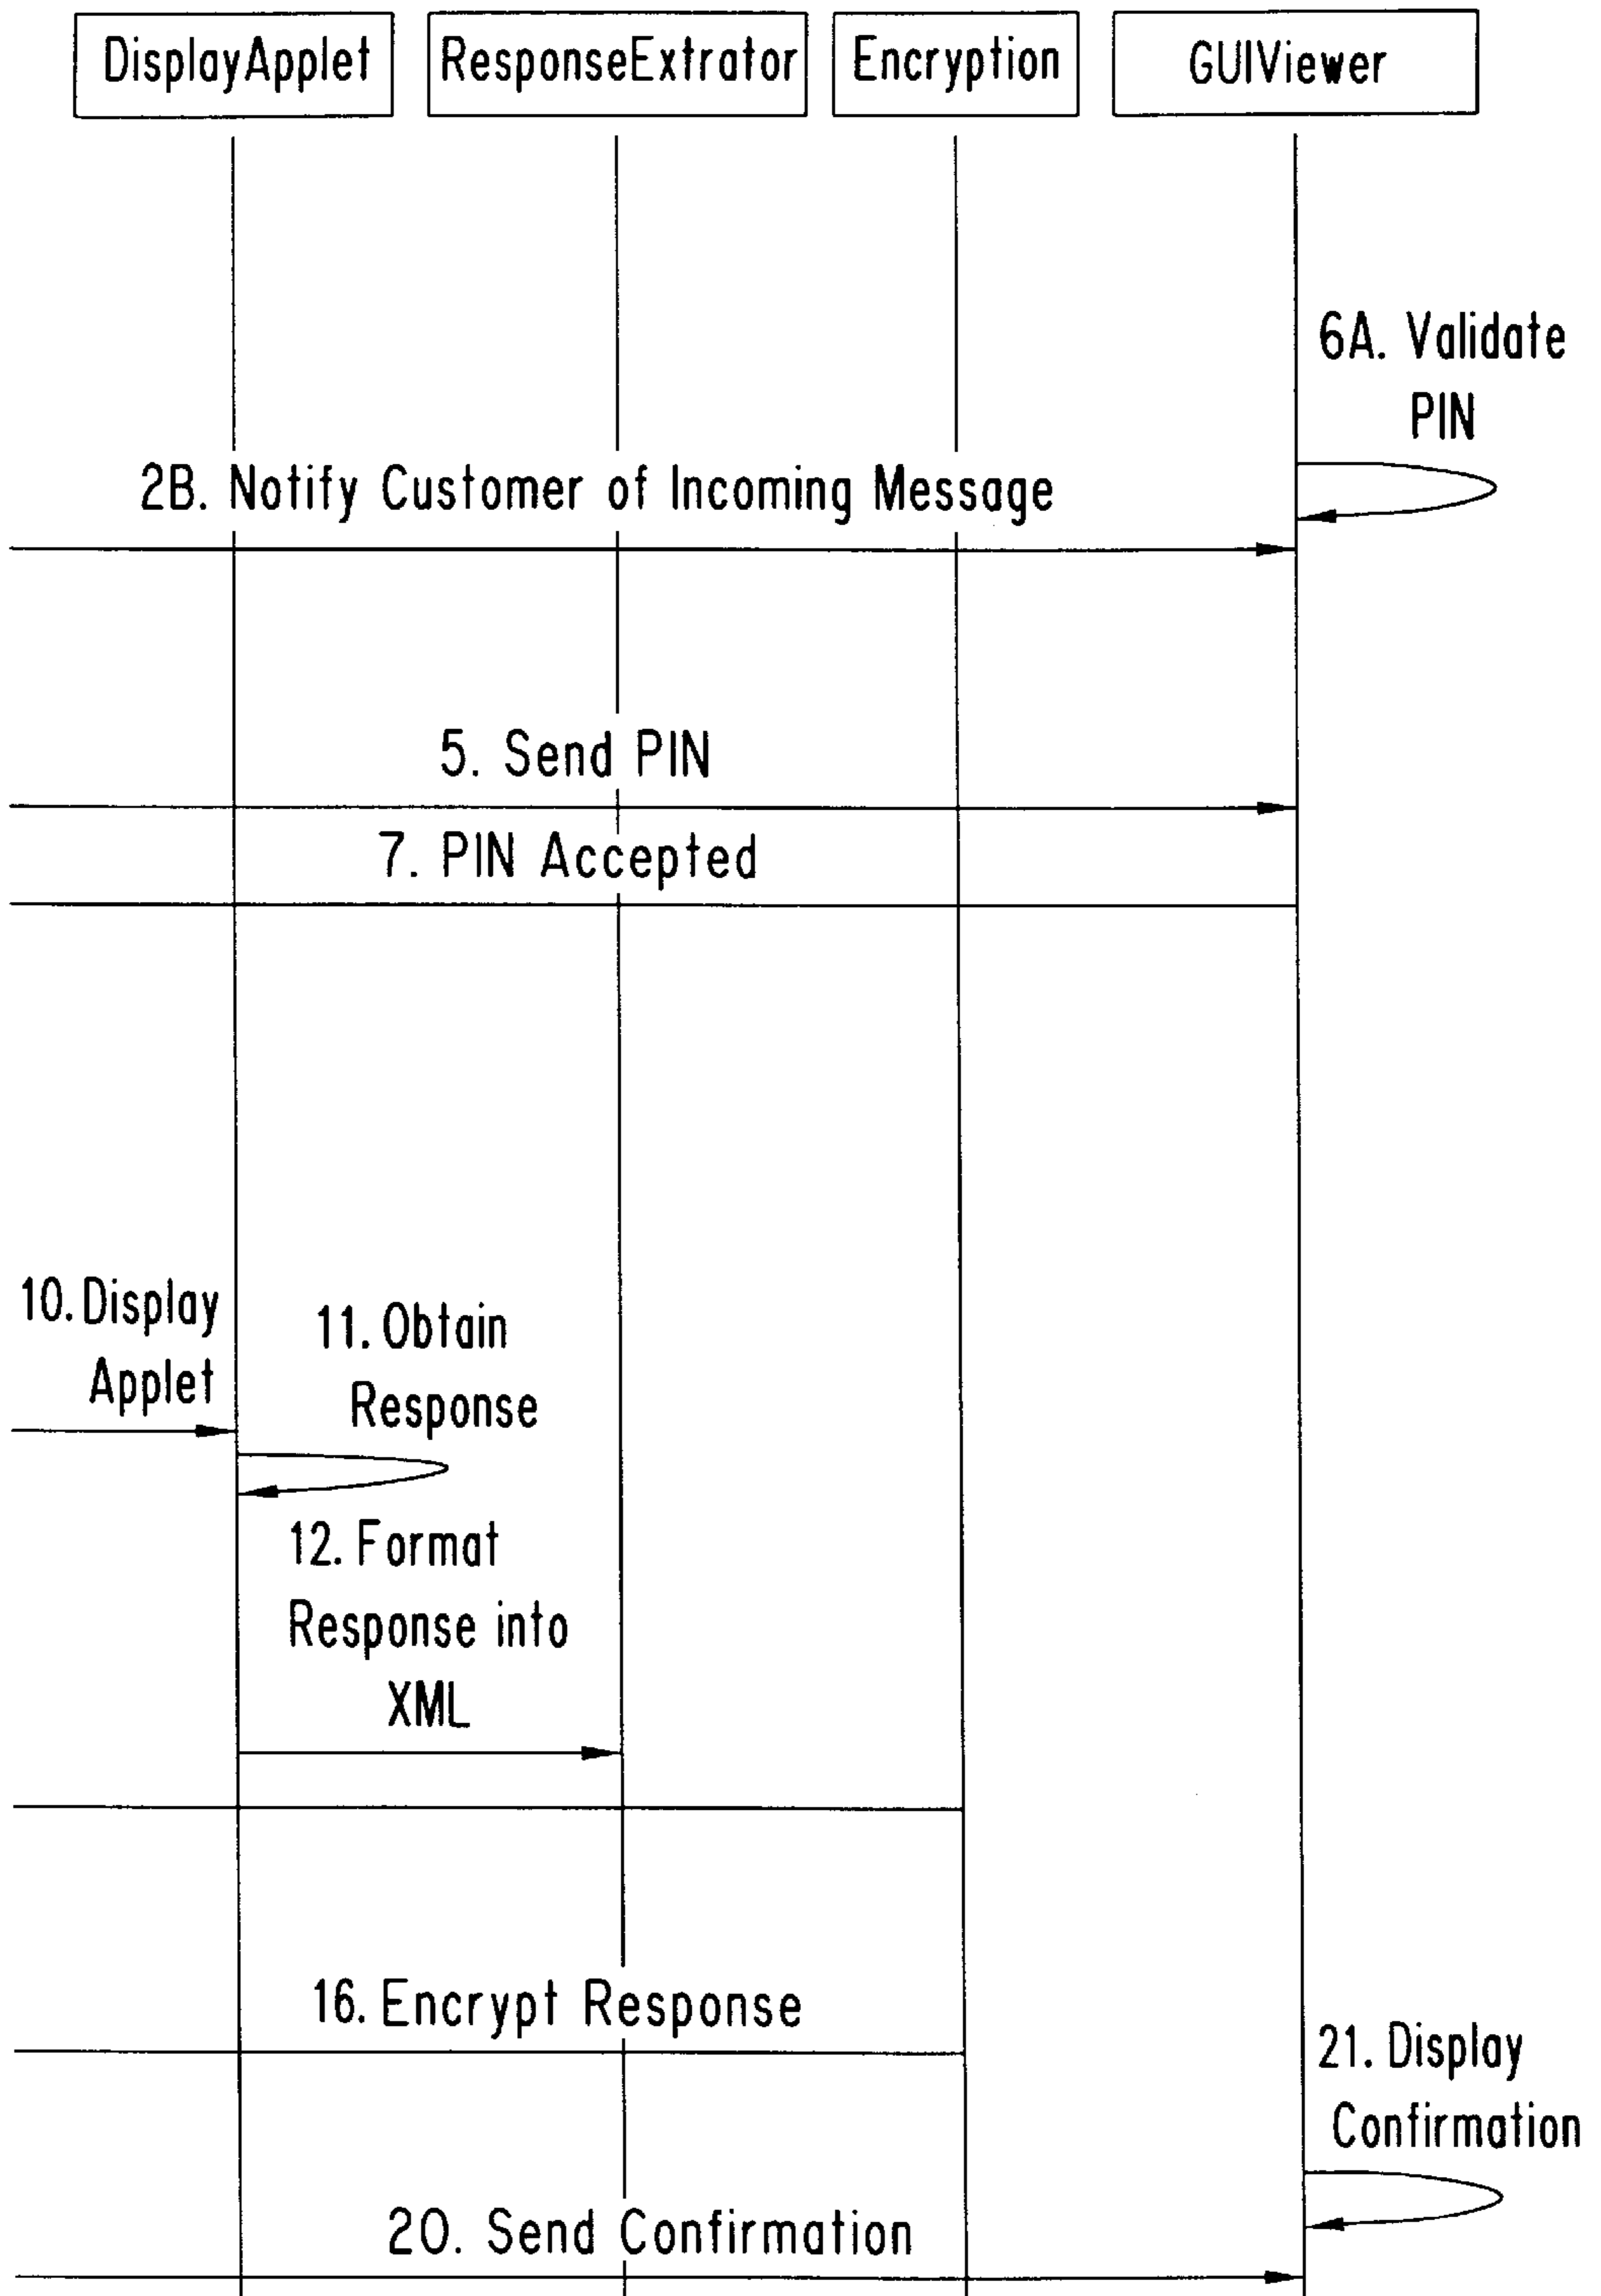 DisplayApplet
ResponseExtrator
Encryption
GUIViewer
6A. Validate
PIN
2B. Notify Customer of Incoming Message
5. Send PIN
7. PIN Accepted
10. Display
Applet
11. Obtain
Response
12. Format
Response into
XML
16. Encrypt Response
21. Display
Confirmation
20. Send Confirmation